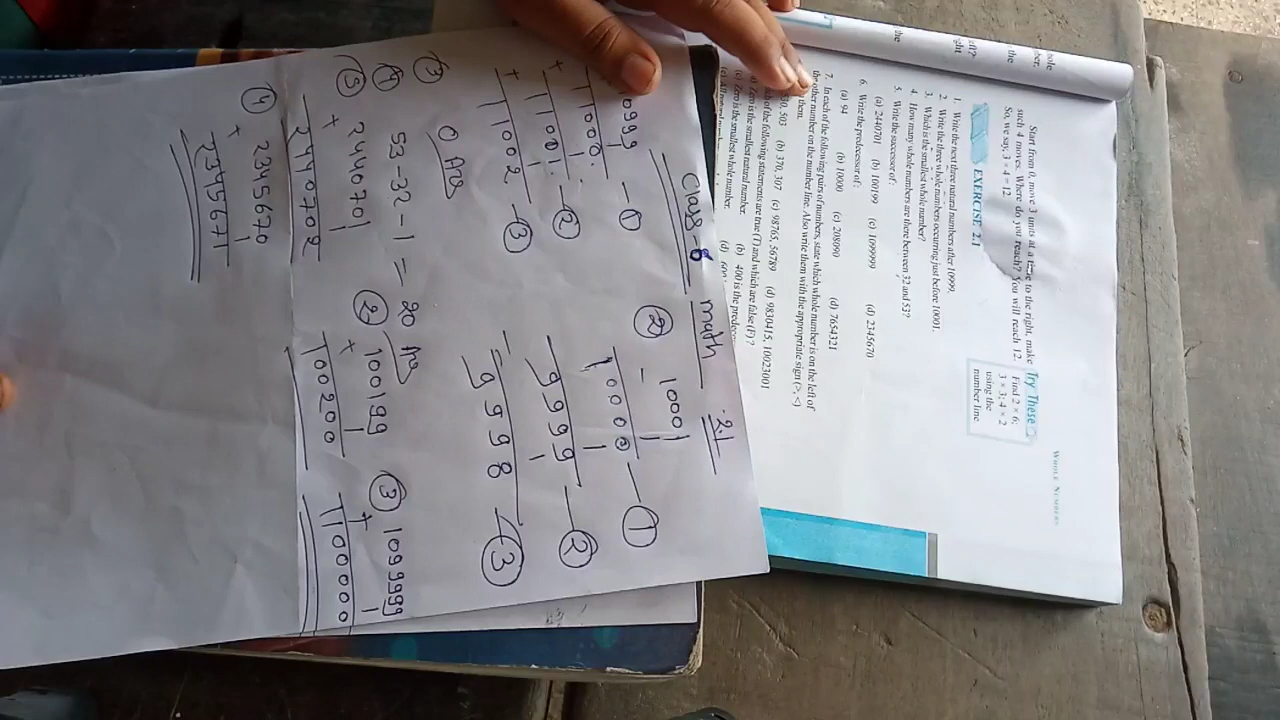 Start from 0, move 3 units at a time to the right, make
such 4 moves. Where do you reach? You will reach 12.
So, we say, 3 × 4 = 12.
Try These
Find 2 × 6;
3 × 3; 4 × 2
using the
number line
WHOLE NUMBERS
EXERCISE 2.1
1. Write the next three natural numbers after 10999.
2. Write the three whole numbers occurring just before 10001.
3. Which is the smallest whole number?
4. How many whole numbers are there between 32 and 53?
5. Write the successor of :
(a) 2440701 (b) 100199 (c) 1099999 (d) 2345670
6. Write the predecessor of :
(a) 94 (b) 10000 (c) 208090 (d) 7654321
7. In each of the following pairs of numbers, state which whole number is on the left of
the other number on the number line. Also write them with the appropriate sign (>, <)
them.
530, 503 (b) 370, 307 (c) 98765, 56789 (d) 9830415, 10023001
of the following statements are true (T) and which are false (F) ?
Zero is the smallest natural number. (b) 400 is the predece
(c) Zero is the smallest whole number. (d) 600
Class - 6 math 2.1
0999
11000. - ①
+ 1
11001. - ②
+ 1
11002 - ③
② 10001
- 1
10000 - ①
1
9999 - ②
1
9998 - ③
③ 0 Ans
④ 53-32-1 = 20 Ans
⑤ 2440701
+ 1
2440702
② 100199
+ 1
100200
③ 1099999
+ 1
1100000
④ 2345670
+ 1
2345671